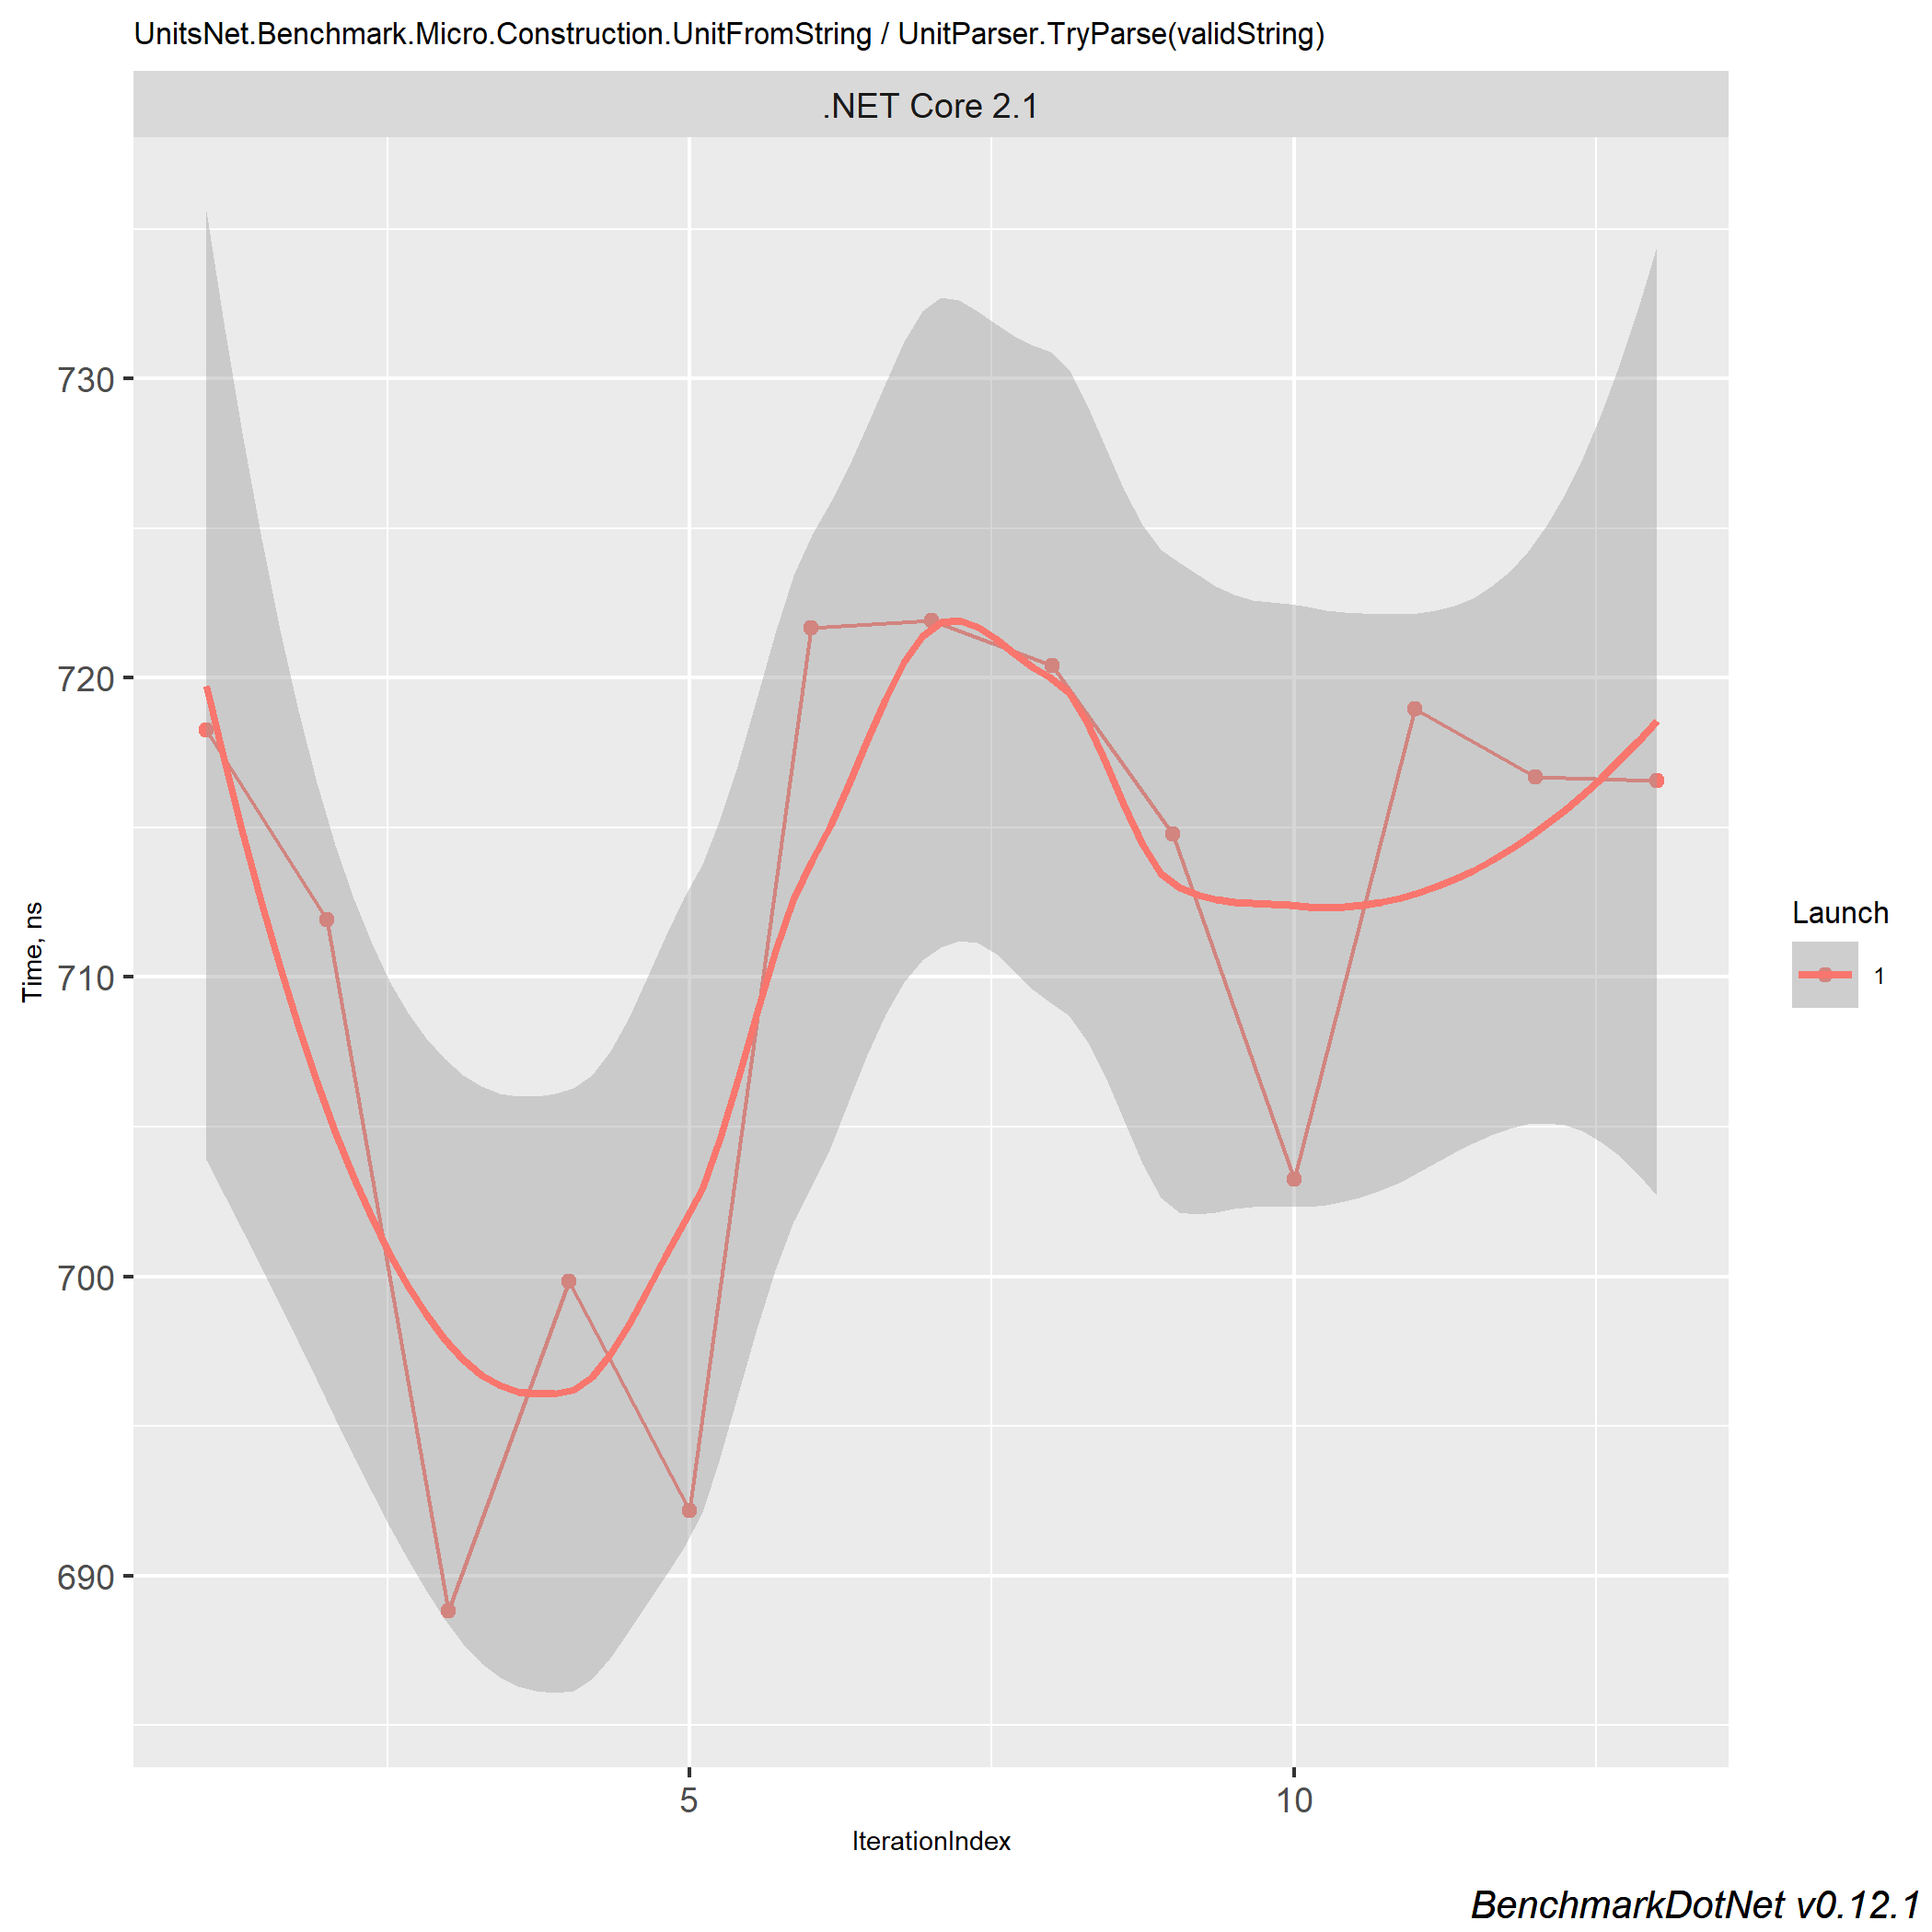 UnitsNet.Benchmark.Micro.Construction.UnitFromString / UnitParser.TryParse(validString)
.NET Core 2.1
730
720
710
700
690
Time, ns
5
10
IterationIndex
Launch
1
BenchmarkDotNet v0.12.1